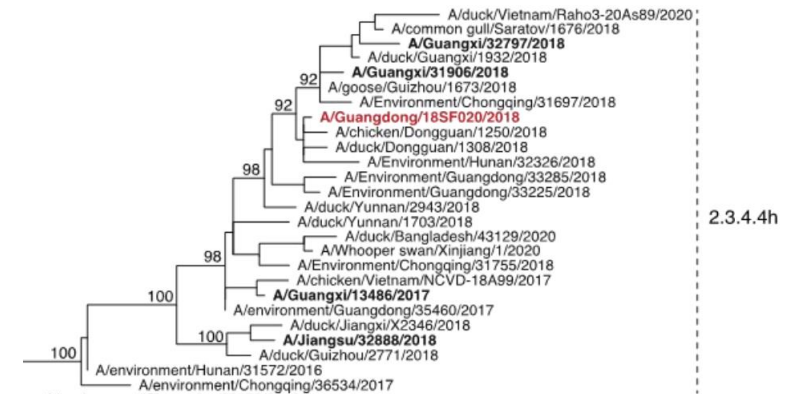 A/duck/Vietnam/Raho3-20As89/2020
A/common gull/Saratov/1676/2018
A/Guangxi/32797/2018
A/duck/Guangxi/1932/2018
A/Guangxi/31906/2018
92
A/goose/Guizhou/1673/2018
A/Environment/Chongqing/31697/2018
92
A/Guangdong/18SF020/2018
A/chicken/Dongguan/1250/2018
A/duck/Dongguan/1308/2018
A/Environment/Hunan/32326/2018
98
A/Environment/Guangdong/33285/2018
A/Environment/Guangdong/33225/2018
A/duck/Yunnan/2943/2018
2.3.4.4h
A/duck/Yunnan/1703/2018
A/duck/Bangladesh/43129/2020
A/Whooper swan/Xinjiang/1/2020
98
A/Environment/Chongqing/31755/2018
A/chicken/Vietnam/NCVD-18A99/2017
100
A/Guangxi/13486/2017
A/environment/Guangdong/35460/2017
A/duck/Jiangxi/X2346/2018
100
A/Jiangsu/32888/2018
A/duck/Guizhou/2771/2018
100
A/environment/Hunan/31572/2016
A/environment/Chongqing/36534/2017